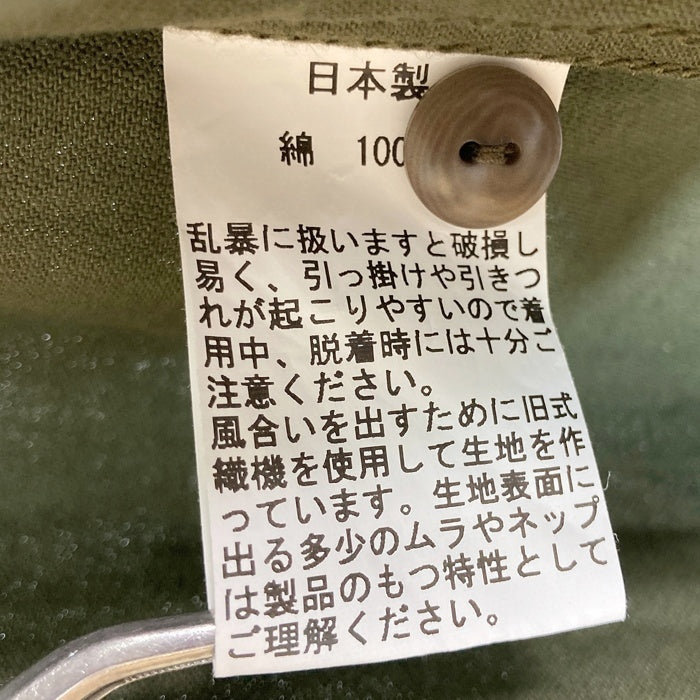 日本製
綿 100
乱暴に扱いますと破損し
易く、引っ掛けや引きつ
れが起こりやすいので着
用中、脱着時には十分ご
注意ください。
風合いを出すために旧式
織機を使用して生地を作
っています。生地表面に
出る多少のムラやネップ
は製品のもつ特性として
ご理解ください。